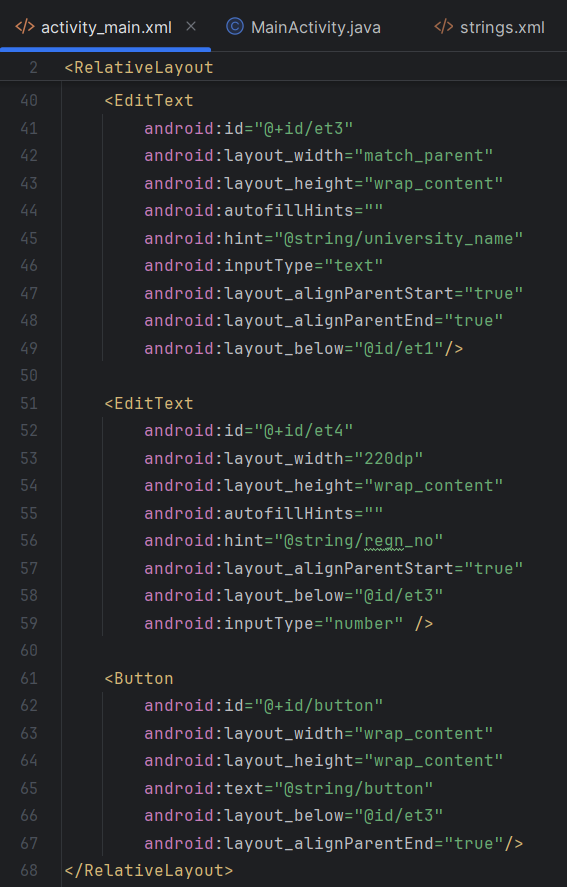 </> activity_main.xml × © MainActivity.java </> strings.xml
2 <RelativeLayout
40 <EditText
41 android:id="@+id/et3"
42 android:layout_width="match_parent"
43 android:layout_height="wrap_content"
44 android:autofillHints=""
45 android:hint="@string/university_name"
46 android:inputType="text"
47 android:layout_alignParentStart="true"
48 android:layout_alignParentEnd="true"
49 android:layout_below="@id/et1"/>
50
51 <EditText
52 android:id="@+id/et4"
53 android:layout_width="220dp"
54 android:layout_height="wrap_content"
55 android:autofillHints=""
56 android:hint="@string/regn_no"
57 android:layout_alignParentStart="true"
58 android:layout_below="@id/et3"
59 android:inputType="number" />
60
61 <Button
62 android:id="@+id/button"
63 android:layout_width="wrap_content"
64 android:layout_height="wrap_content"
65 android:text="@string/button"
66 android:layout_below="@id/et3"
67 android:layout_alignParentEnd="true"/>
68 </RelativeLayout>